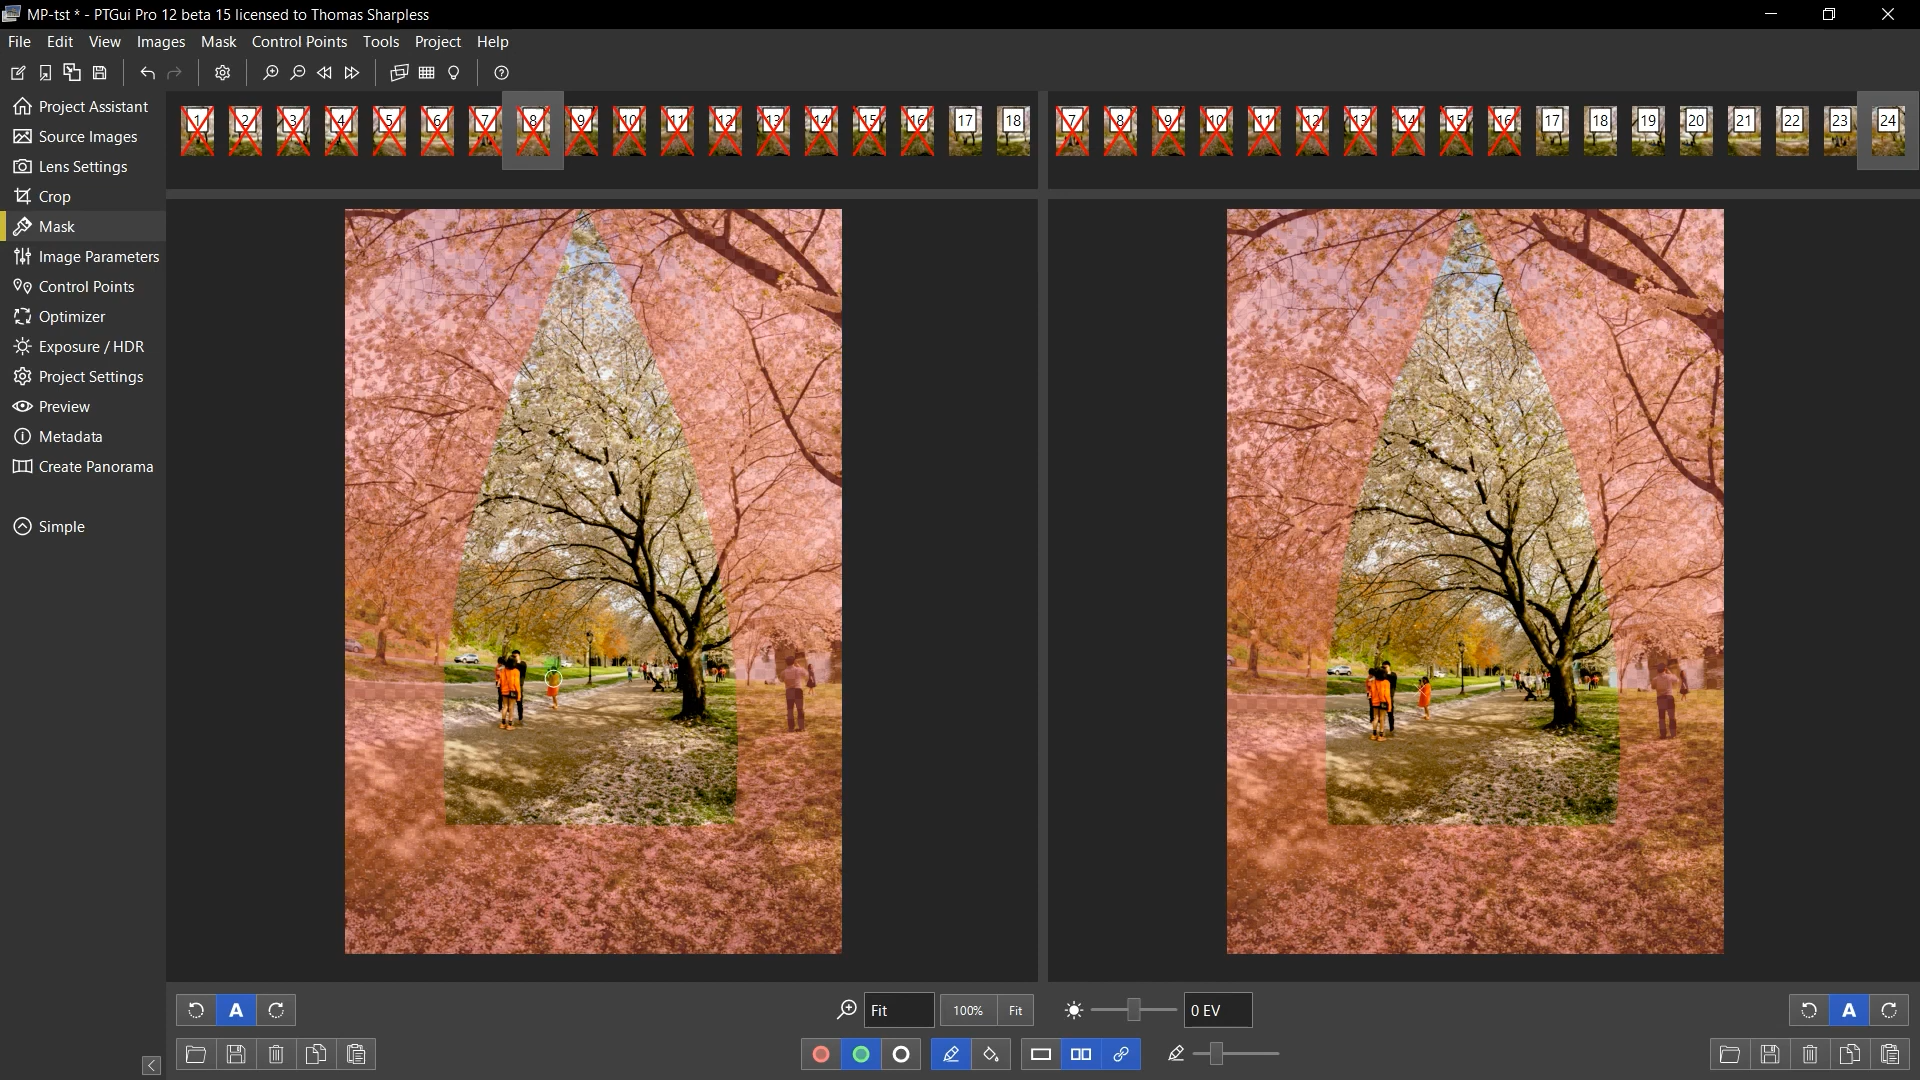 MP-tst * - PTGui Pro 12 beta 15 licensed to Thomas Sharpless
File Edit View Images Mask Control Points Tools Project Help
Project Assistant
Source Images
Lens Settings
Crop
Mask
Image Parameters
Control Points
Optimizer
Exposure / HDR
Project Settings
Preview
Metadata
Create Panorama
Simple
1 2 3 4 5 6 7 8 9 10 11 12 13 14 15 16 17 18
7 8 9 10 11 12 13 14 15 16 17 18 19 20 21 22 23 24
A Fit 100% Fit 0 EV A